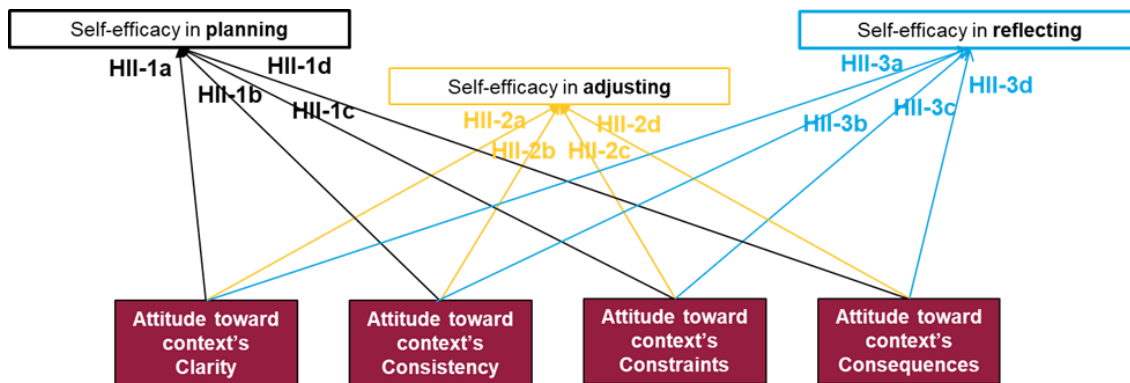 Self-efficacy in planning
Self-efficacy in reflecting
HII-1a
HII-1d
HII-3a
HII-3d
Self-efficacy in adjusting
HII-1b
HII-3c
HII-1c
HII-2a
HII-2d
HII-3b
HII-2b
HII-2c
Attitude toward
context's
Clarity
Attitude toward
context's
Consistency
Attitude toward
context's
Constraints
Attitude toward
context's
Consequences